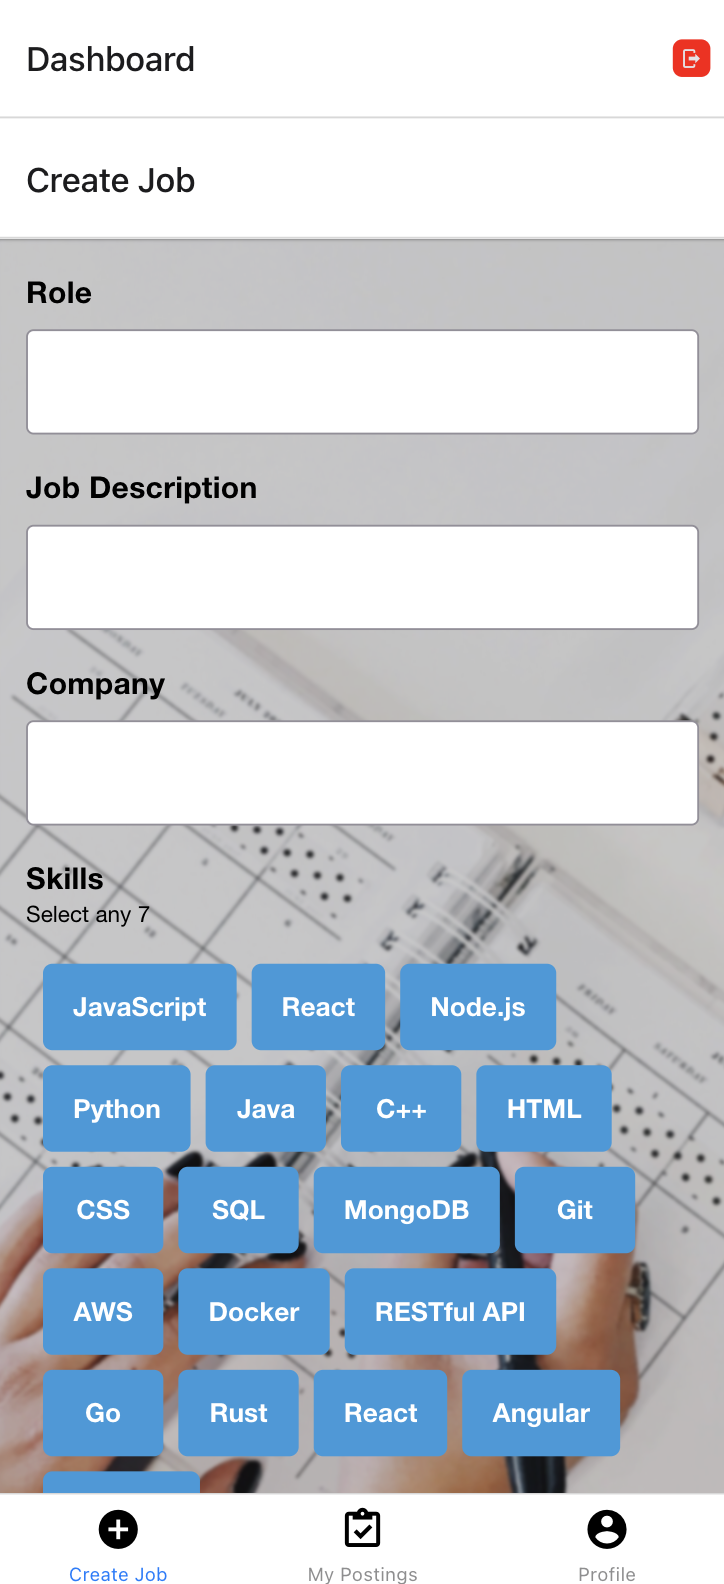 Dashboard
Create Job
Role
Job Description
Company
Skills
Select any 7
JavaScript React Node.js
Python Java C++ HTML
CSS SQL MongoDB Git
AWS Docker RESTful API
Go Rust React Angular
Create Job My Postings Profile